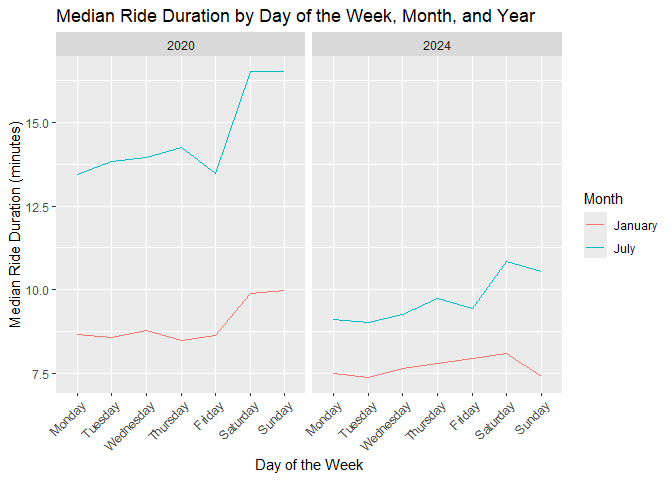 Median Ride Duration by Day of the Week, Month, and Year
2020
2024
Median Ride Duration (minutes)
15.0
12.5
10.0
7.5
Monday
Tuesday
Wednesday
Thursday
Friday
Saturday
Sunday
Monday
Tuesday
Wednesday
Thursday
Friday
Saturday
Sunday
Day of the Week
Month
January
July